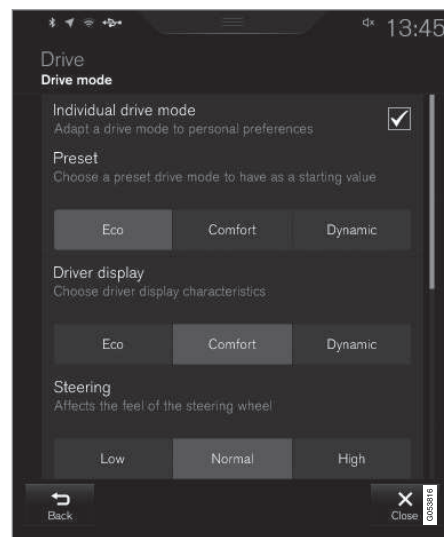 13:45
Drive
Drive mode
Individual drive mode
Adapt a drive mode to personal preferences
Preset
Choose a preset drive mode to have as a starting value
Eco Comfort Dynamic
Driver display
Choose driver display characteristics
Eco Comfort Dynamic
Steering
Affects the feel of the steering wheel
Low Normal High
Back Close
G053816